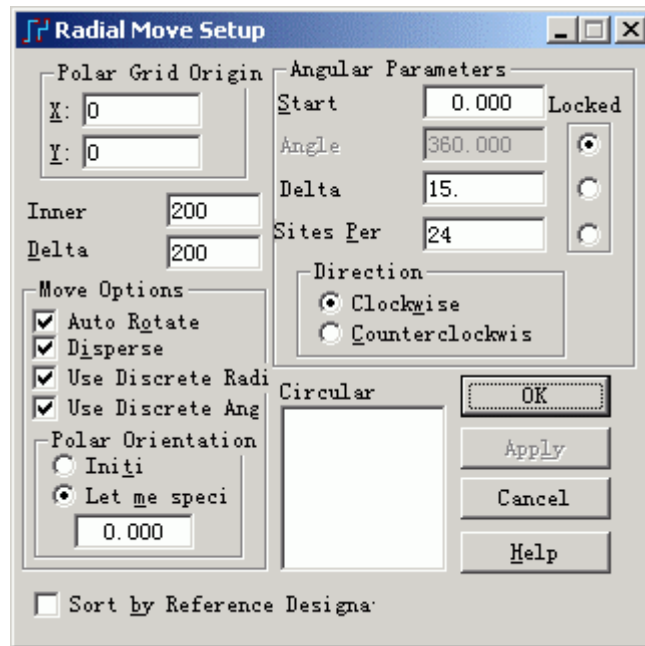 Radial Move Setup
Polar Grid Origin
X: 0
Y: 0
Inner 200
Delta 200
Move Options
Auto Rotate
Disperse
Use Discrete Radi
Use Discrete Ang
Polar Orientation
Initi
Let me speci
0.000
Sort by Reference Designa
Angular Parameters
Start 0.000 Locked
Angle 360.000
Delta 15.
Sites Per 24
Direction
Clockwise
Counterclockwis
Circular
OK
Apply
Cancel
Help